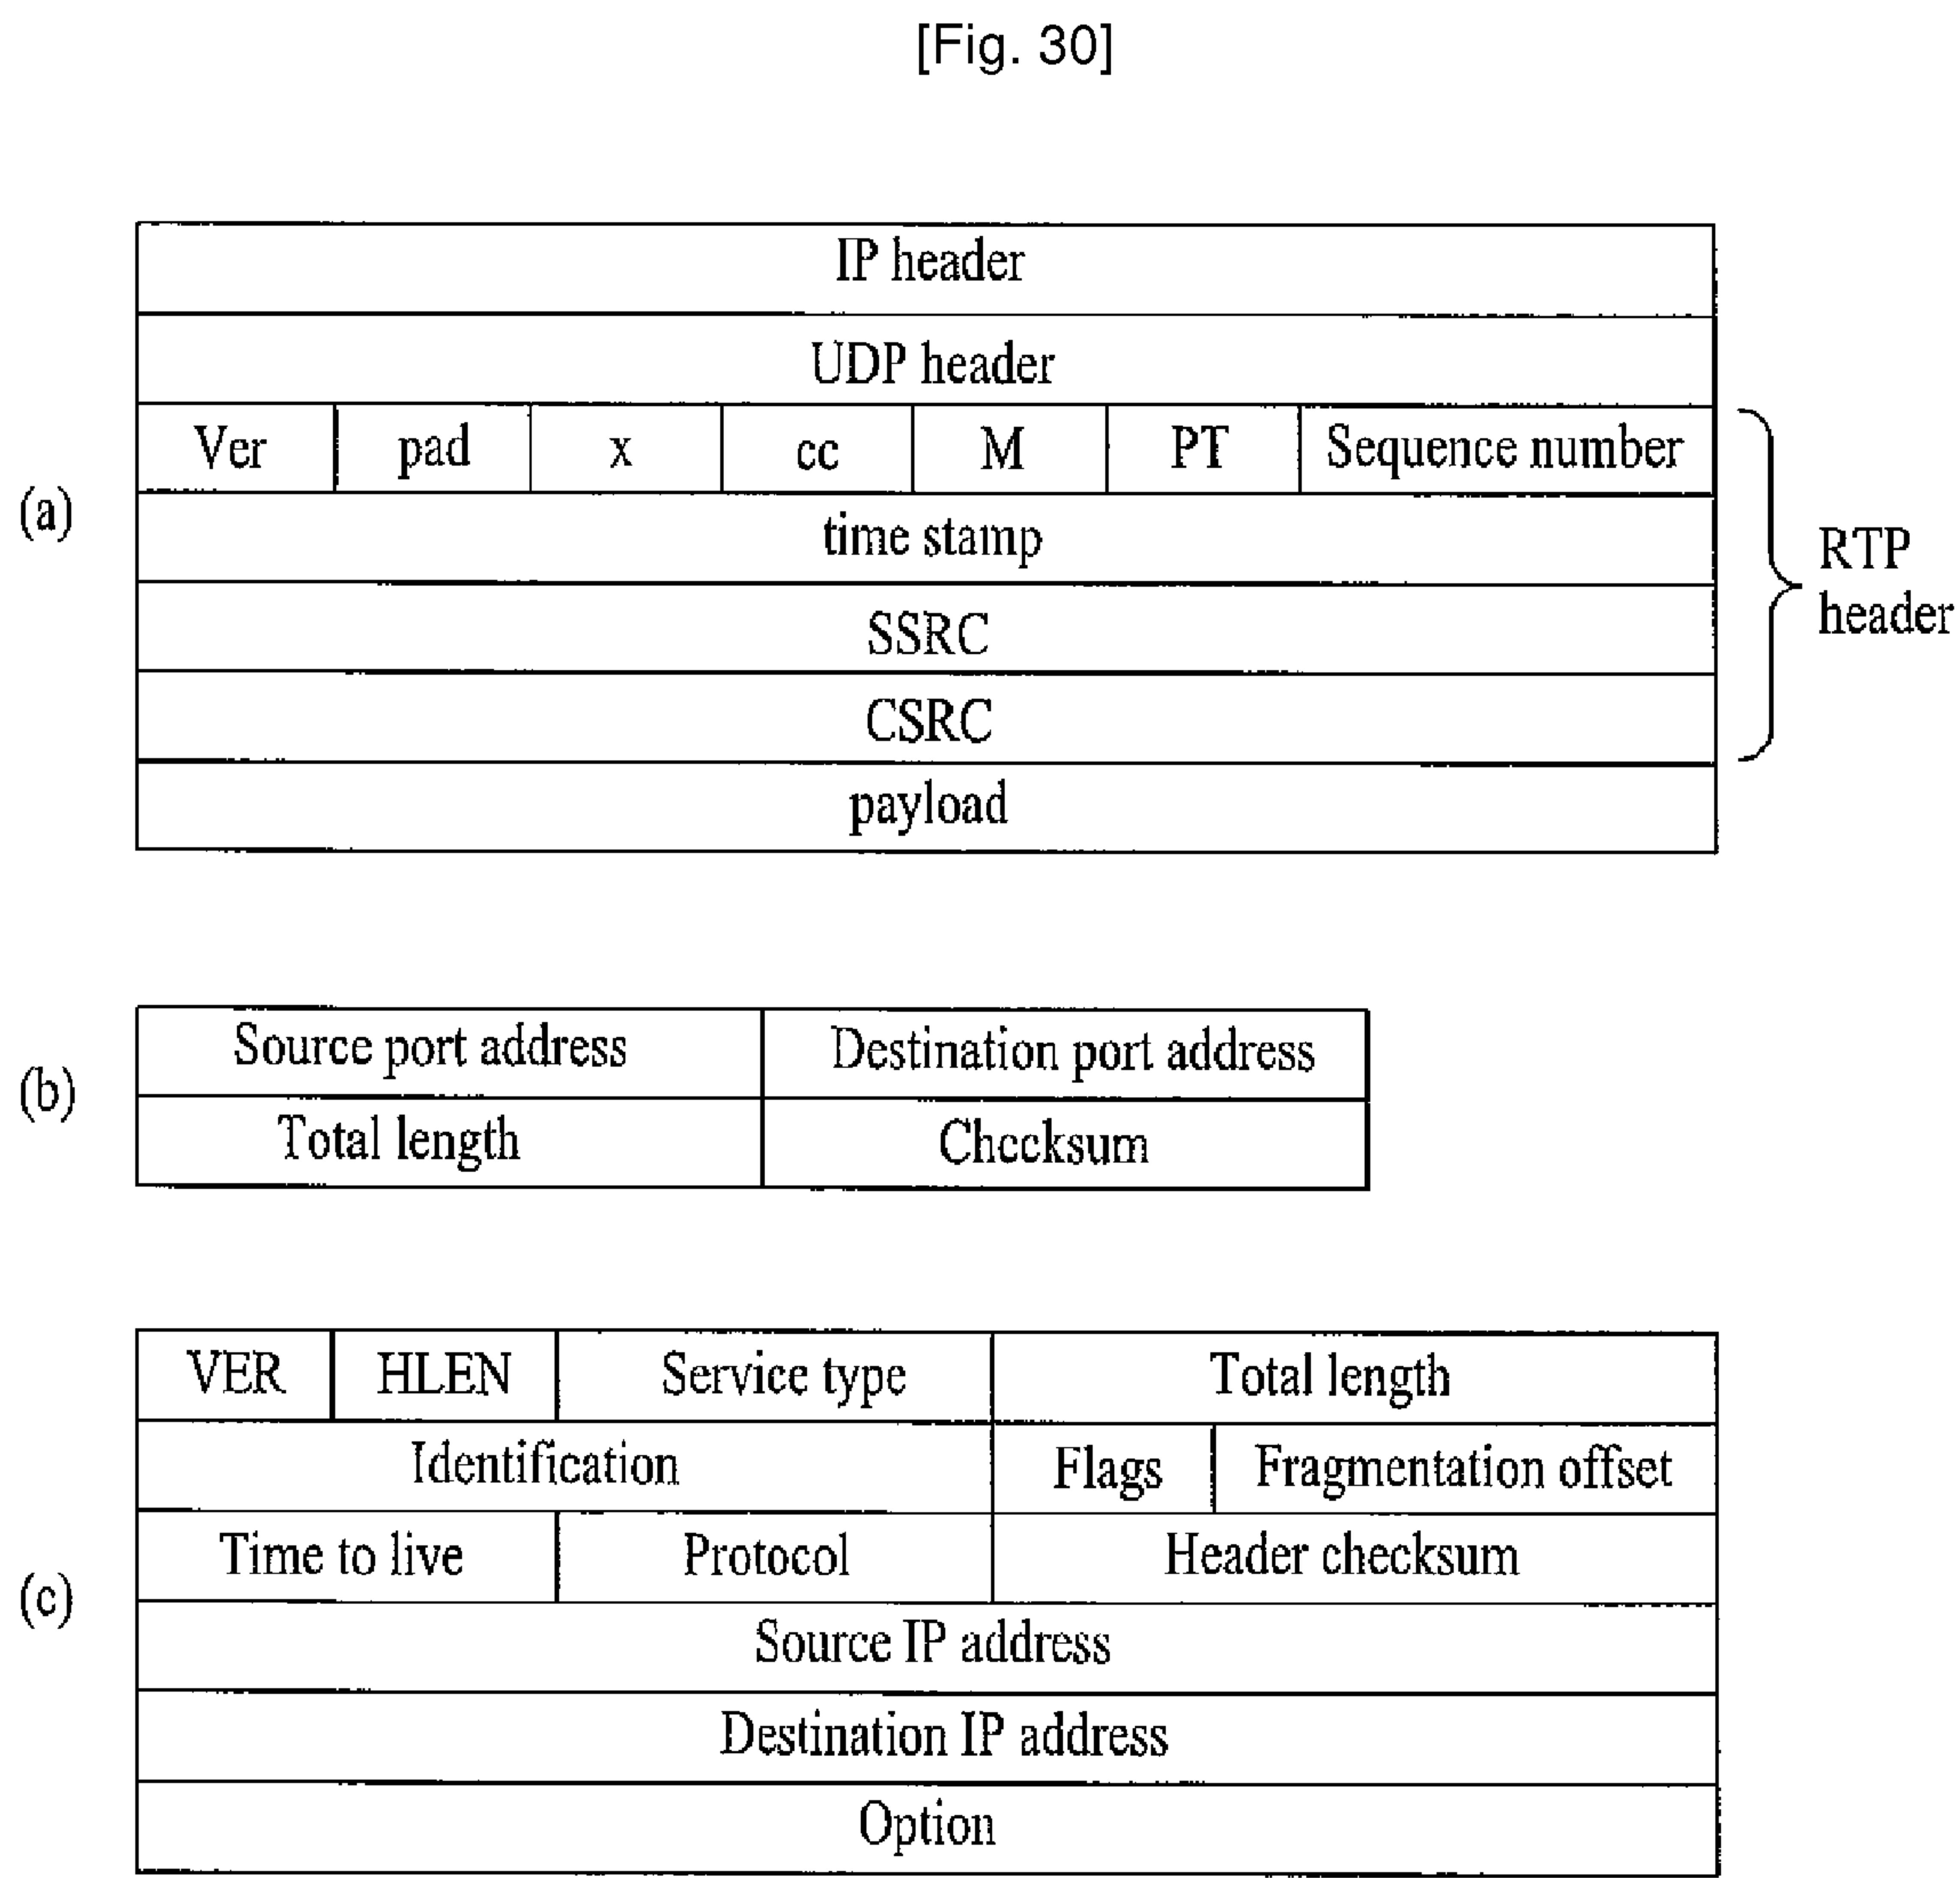 [Fig. 30]
IP header
UDP header
Ver pad x cc M PT Sequence number
(a)
time stamp
RTP
header
SSRC
CSRC
payload
Source port address Destination port address
(b)
Total length Checksum
VER HLEN Service type Total length
Identification Flags Fragmentation offset
Time to live Protocol Header checksum
(c)
Source IP address
Destination IP address
Option